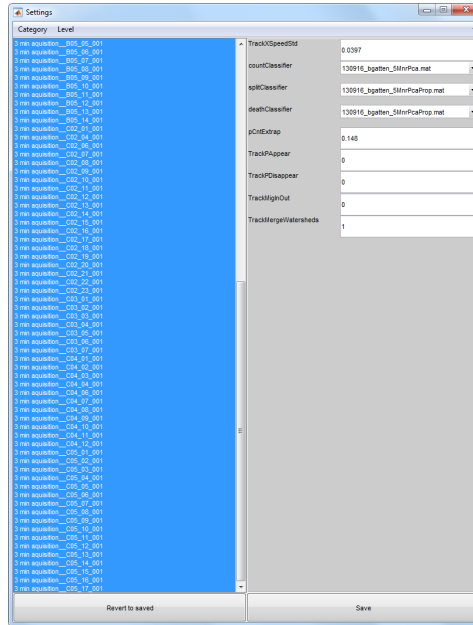 Settings
Category Level
3 min aquisition__B05_05_001
3 min aquisition__B05_06_001
3 min aquisition__B05_07_001
3 min aquisition__B05_08_001
3 min aquisition__B05_09_001
3 min aquisition__B05_10_001
3 min aquisition__B05_11_001
3 min aquisition__B05_12_001
3 min aquisition__B05_13_001
3 min aquisition__B05_14_001
3 min aquisition__C02_01_001
3 min aquisition__C02_04_001
3 min aquisition__C02_06_001
3 min aquisition__C02_07_001
3 min aquisition__C02_08_001
3 min aquisition__C02_09_001
3 min aquisition__C02_10_001
3 min aquisition__C02_11_001
3 min aquisition__C02_12_001
3 min aquisition__C02_13_001
3 min aquisition__C02_14_001
3 min aquisition__C02_15_001
3 min aquisition__C02_16_001
3 min aquisition__C02_17_001
3 min aquisition__C02_18_001
3 min aquisition__C02_19_001
3 min aquisition__C02_20_001
3 min aquisition__C02_21_001
3 min aquisition__C02_22_001
3 min aquisition__C02_23_001
3 min aquisition__C03_01_001
3 min aquisition__C03_02_001
3 min aquisition__C03_03_001
3 min aquisition__C03_04_001
3 min aquisition__C03_05_001
3 min aquisition__C03_06_001
3 min aquisition__C03_07_001
3 min aquisition__C04_01_001
3 min aquisition__C04_02_001
3 min aquisition__C04_03_001
3 min aquisition__C04_04_001
3 min aquisition__C04_06_001
3 min aquisition__C04_07_001
3 min aquisition__C04_08_001
3 min aquisition__C04_09_001
3 min aquisition__C04_10_001
3 min aquisition__C04_11_001
3 min aquisition__C04_12_001
3 min aquisition__C05_01_001
3 min aquisition__C05_02_001
3 min aquisition__C05_03_001
3 min aquisition__C05_04_001
3 min aquisition__C05_05_001
3 min aquisition__C05_06_001
3 min aquisition__C05_07_001
3 min aquisition__C05_08_001
3 min aquisition__C05_09_001
3 min aquisition__C05_10_001
3 min aquisition__C05_11_001
3 min aquisition__C05_12_001
3 min aquisition__C05_13_001
3 min aquisition__C05_14_001
3 min aquisition__C05_15_001
3 min aquisition__C05_16_001
3 min aquisition__C05_17_001
TrackXSpeedStd 0.0397
countClassifier 130916_bgatten_5MnrPca.mat
splitClassifier 130916_bgatten_5MnrPcaProp.mat
deathClassifier 130916_bgatten_5MnrPcaProp.mat
pCntExtrap 0.148
TrackPAppear 0
TrackPDisappear 0
TrackMigInOut 0
TrackMergeWatersheds 1
Revert to saved Save